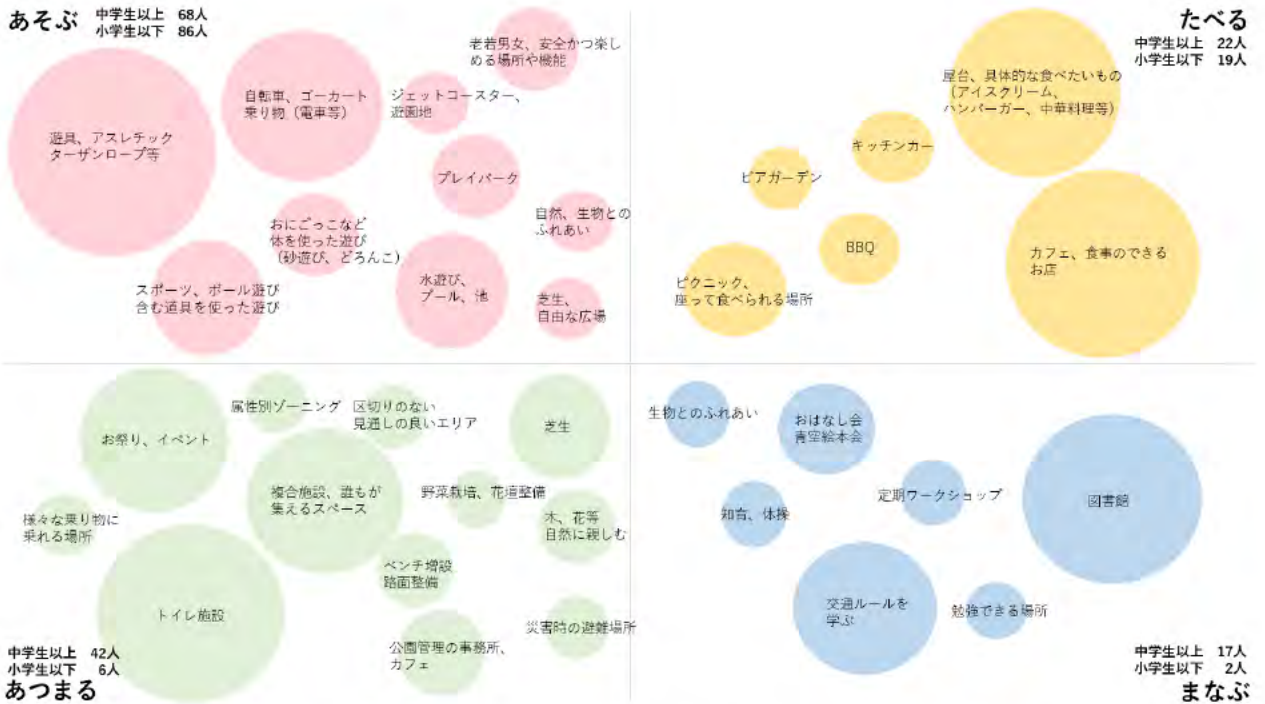 あそぶ
中学生以上 68人
小学生以下 86人
遊具、アスレチック
ターザンロープ等
自転車、ゴーカート
乗り物（電車等）
ジェットコースター、
遊園地
老若男女、安全かつ楽し
める場所や機能
プレイパーク
おにごっこなど
体を使った遊び
（砂遊び、どろんこ）
自然、生物との
ふれあい
スポーツ、ボール遊び
含む道具を使った遊び
水遊び、
プール、池
芝生、
自由な広場
たべる
中学生以上 22人
小学生以下 19人
屋台、具体的な食べたいもの
（アイスクリーム、
ハンバーガー、中華料理等）
キッチンカー
ビアガーデン
BBQ
カフェ、食事のできる
お店
ピクニック、
座って食べられる場所
お祭り、イベント
属性別ゾーニング
区切りのない
見通しの良いエリア
芝生
複合施設、誰もが
集えるスペース
野菜栽培、花壇整備
様々な乗り物に
乗れる場所
木、花等
自然に親しむ
ベンチ増設
路面整備
トイレ施設
災害時の避難場所
公園管理の事務所、
カフェ
中学生以上 42人
小学生以下 6人
あつまる
生物とのふれあい
おはなし会
青空絵本会
定期ワークショップ
図書館
知育、体操
交通ルールを
学ぶ
勉強できる場所
中学生以上 17人
小学生以下 2人
まなぶ